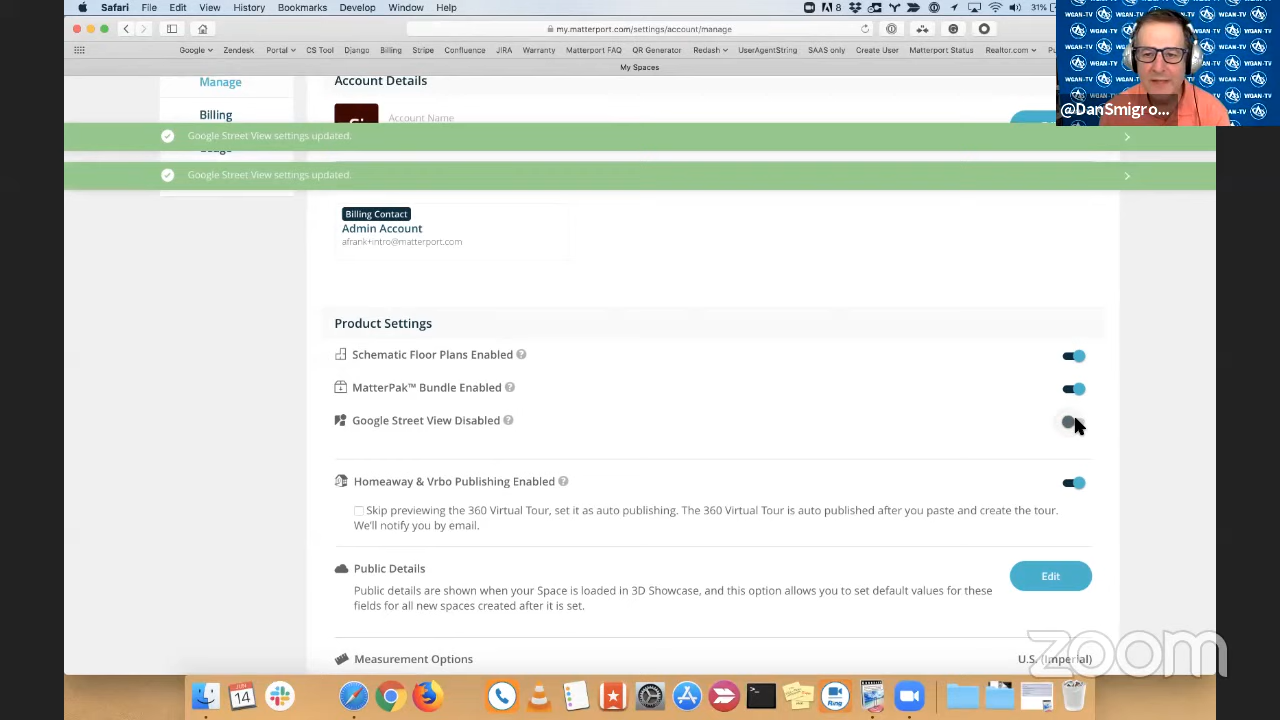 Safari File Edit View History Bookmarks Develop Window Help
8 31%
my.matterport.com/settings/account/manage
Google Zendesk Portal CS Tool Django Billing Stripe Confluence JIRA Warranty Matterport FAQ QR Generator Redash UserAgentString SAAS only Create User Matterport Status Realtor.com
My Spaces
WGAN-TV
@DanSmigro...
Manage
Account Details
Billing
Account Name
Google Street View settings updated.
Google Street View settings updated.
Billing Contact
Admin Account
afrank+intro@matterport.com
Product Settings
Schematic Floor Plans Enabled
MatterPak™ Bundle Enabled
Google Street View Disabled
Homeaway & Vrbo Publishing Enabled
Skip previewing the 360 Virtual Tour, set it as auto publishing. The 360 Virtual Tour is auto published after you paste and create the tour.
We'll notify you by email.
Public Details
Edit
Public details are shown when your Space is loaded in 3D Showcase, and this option allows you to set default values for these
fields for all new spaces created after it is set.
Measurement Options
U.S. (Imperial)
zoom
14
Ring